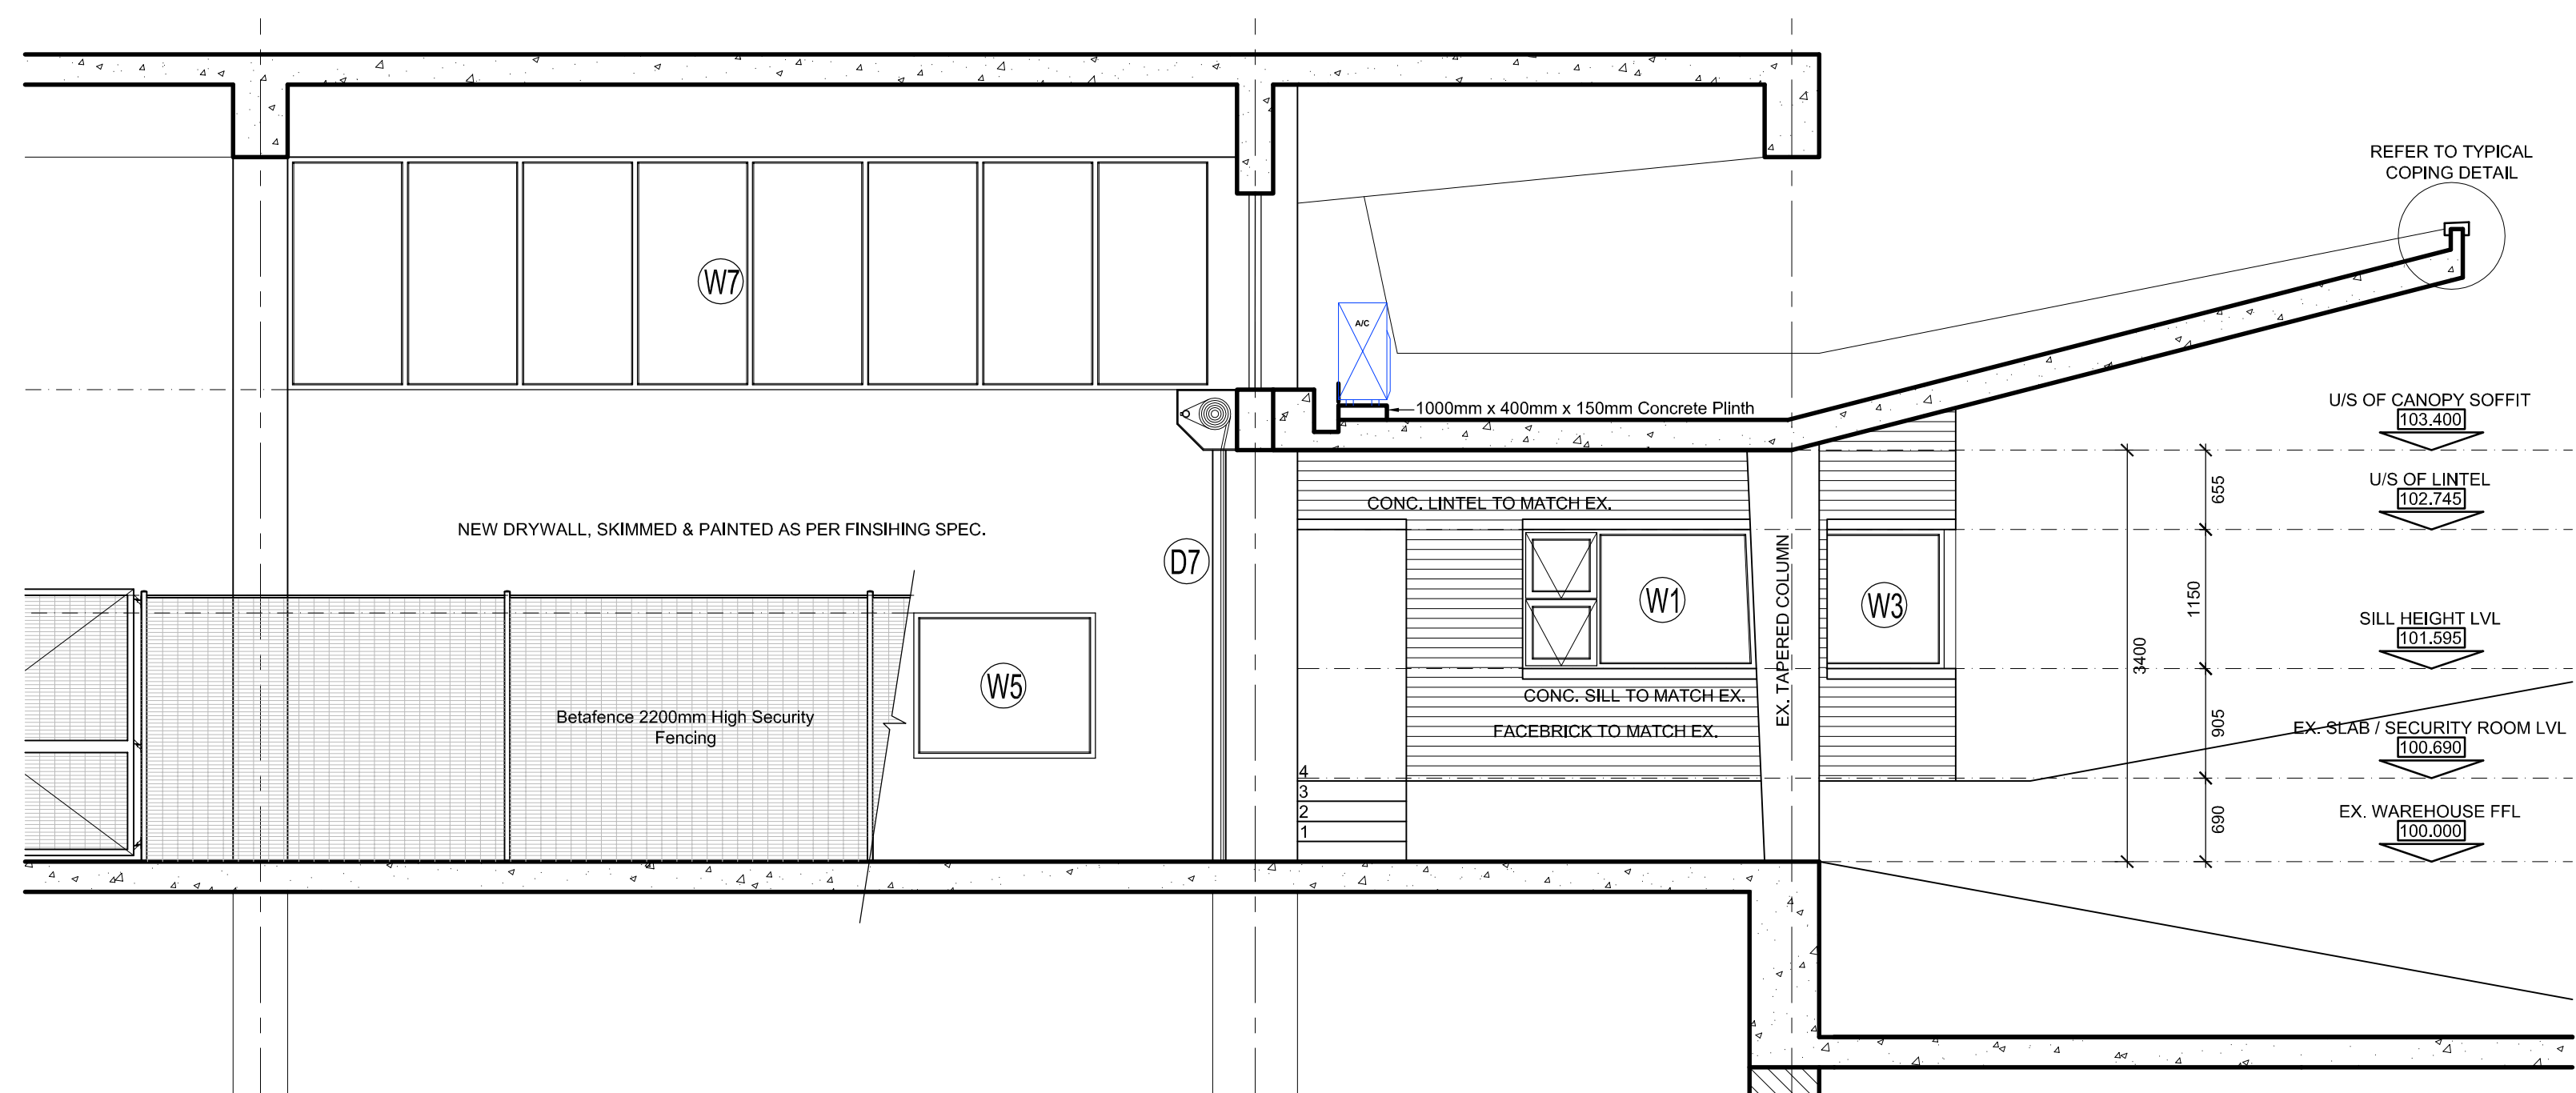 REFER TO TYPICAL
COPING DETAIL
W7
A/C
1000mm x 400mm x 150mm Concrete Plinth
U/S OF CANOPY SOFFIT
103.400
U/S OF LINTEL
102.745
655
CONC. LINTEL TO MATCH EX.
NEW DRYWALL, SKIMMED & PAINTED AS PER FINSIHING SPEC.
D7
W1
EX. TAPERED COLUMN
W3
1150
3400
SILL HEIGHT LVL
101.595
W5
CONC. SILL TO MATCH EX.
Betafence 2200mm High Security
Fencing
FACEBRICK TO MATCH EX.
905
EX. SLAB / SECURITY ROOM LVL
100.690
4
3
2
1
690
EX. WAREHOUSE FFL
100.000